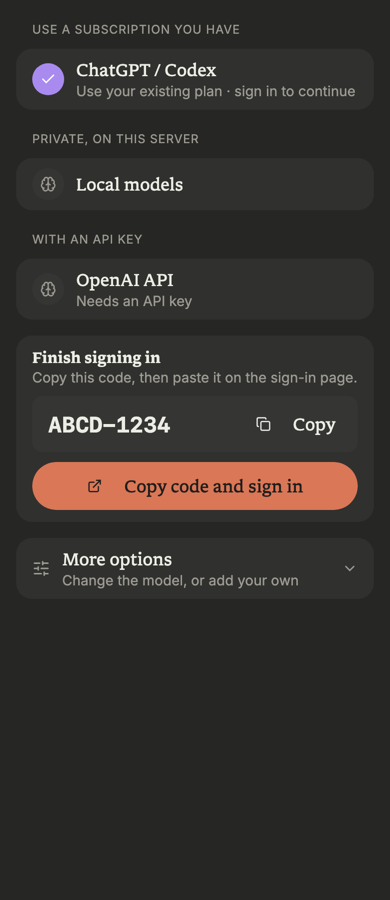 USE A SUBSCRIPTION YOU HAVE
ChatGPT / Codex
Use your existing plan · sign in to continue
PRIVATE, ON THIS SERVER
Local models
WITH AN API KEY
OpenAI API
Needs an API key
Finish signing in
Copy this code, then paste it on the sign-in page.
ABCD–1234 Copy
Copy code and sign in
More options
Change the model, or add your own